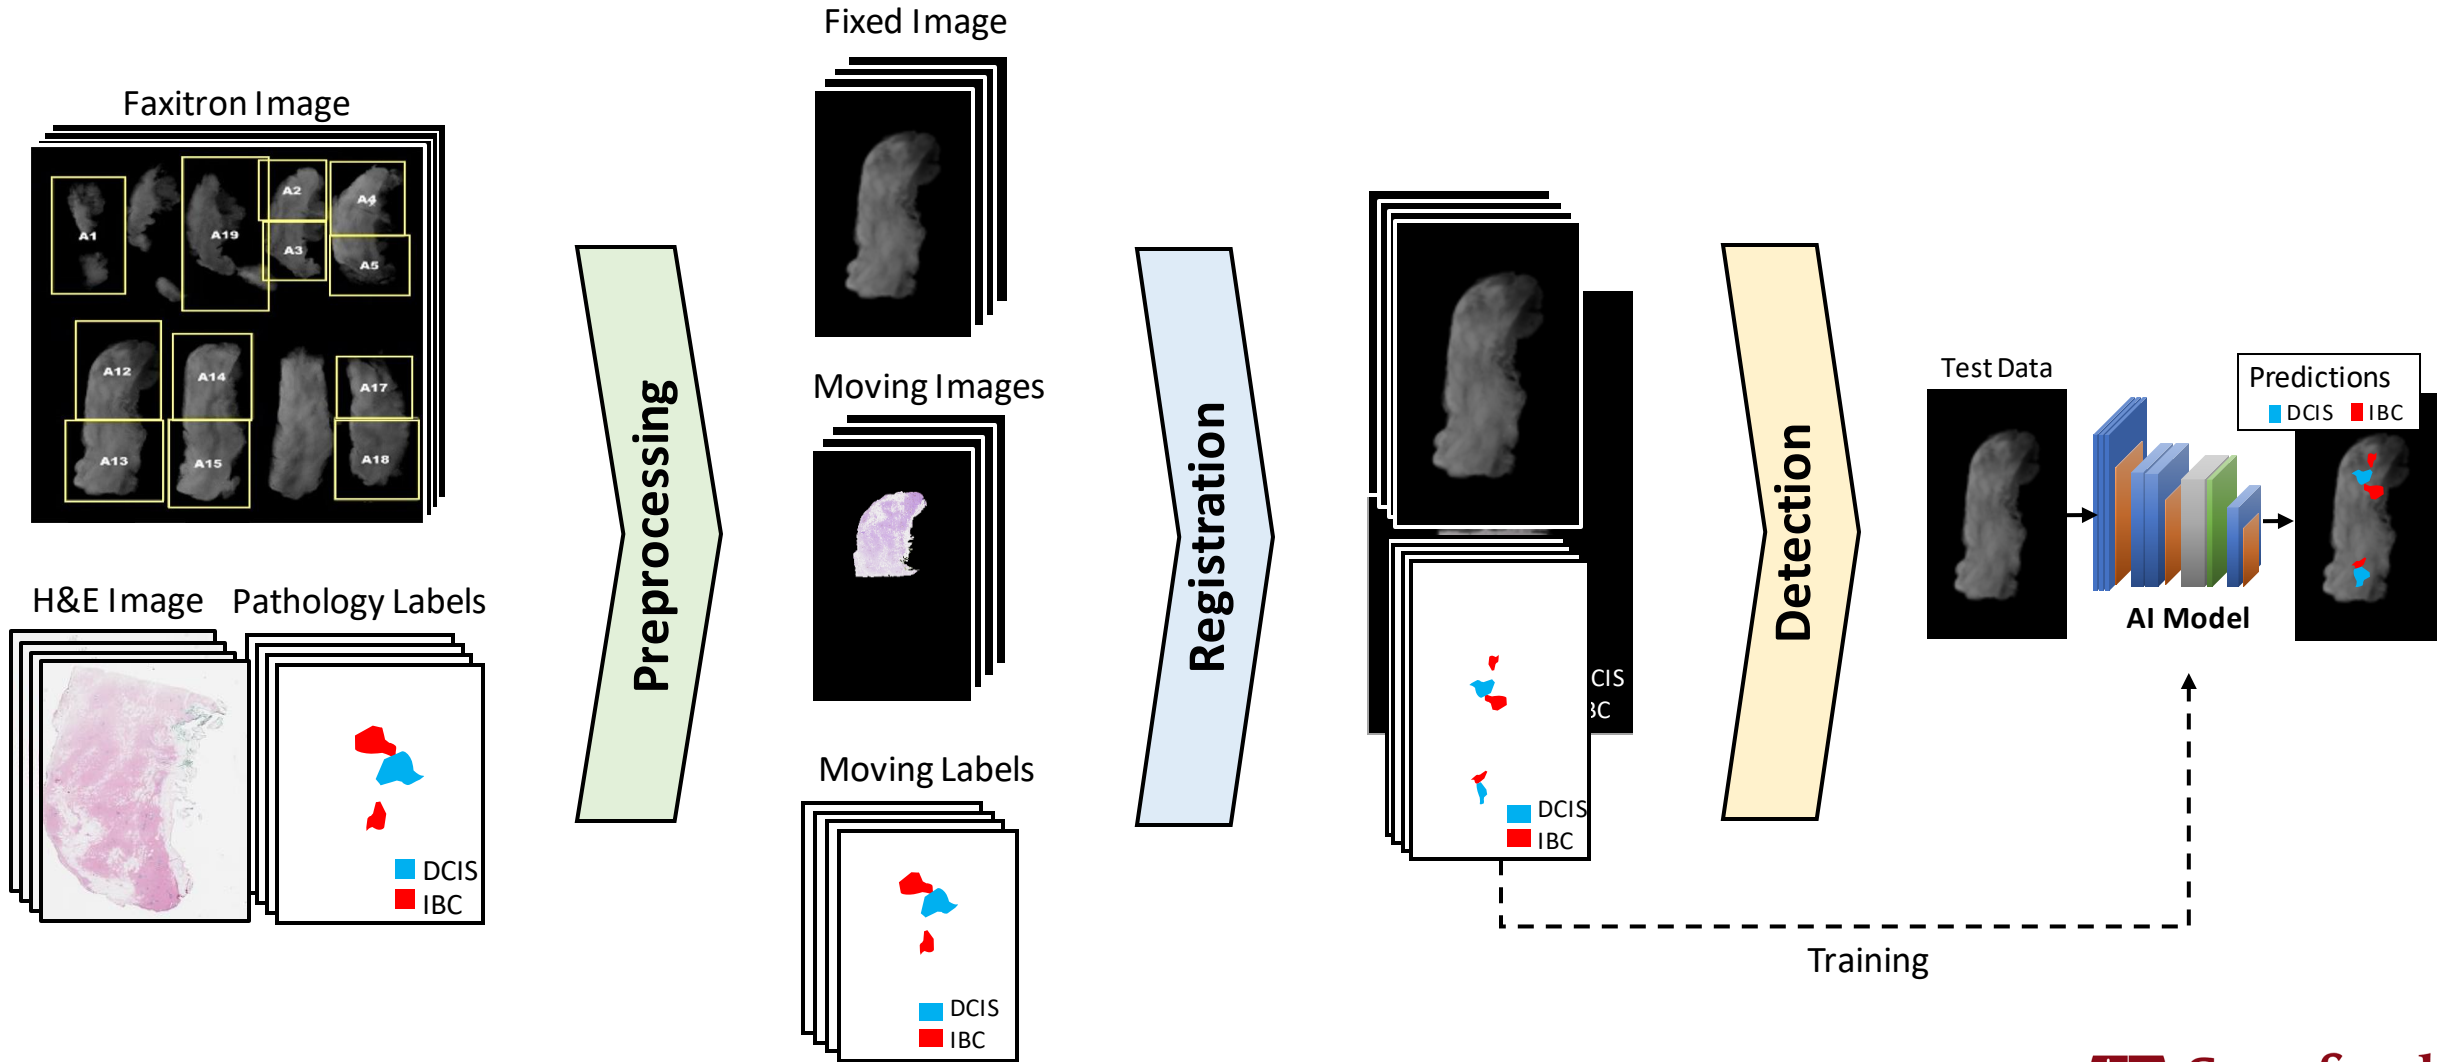 Fixed Image
Faxitron Image
A1
A19
A2
A3
A4
A5
A12
A14
A17
A13
A15
A18
H&E Image
Pathology Labels
DCIS
IBC
Preprocessing
Moving Images
Moving Labels
DCIS
IBC
Registration
CIS
BC
DCIS
IBC
Detection
Test Data
AI Model
Predictions
DCIS
IBC
Training